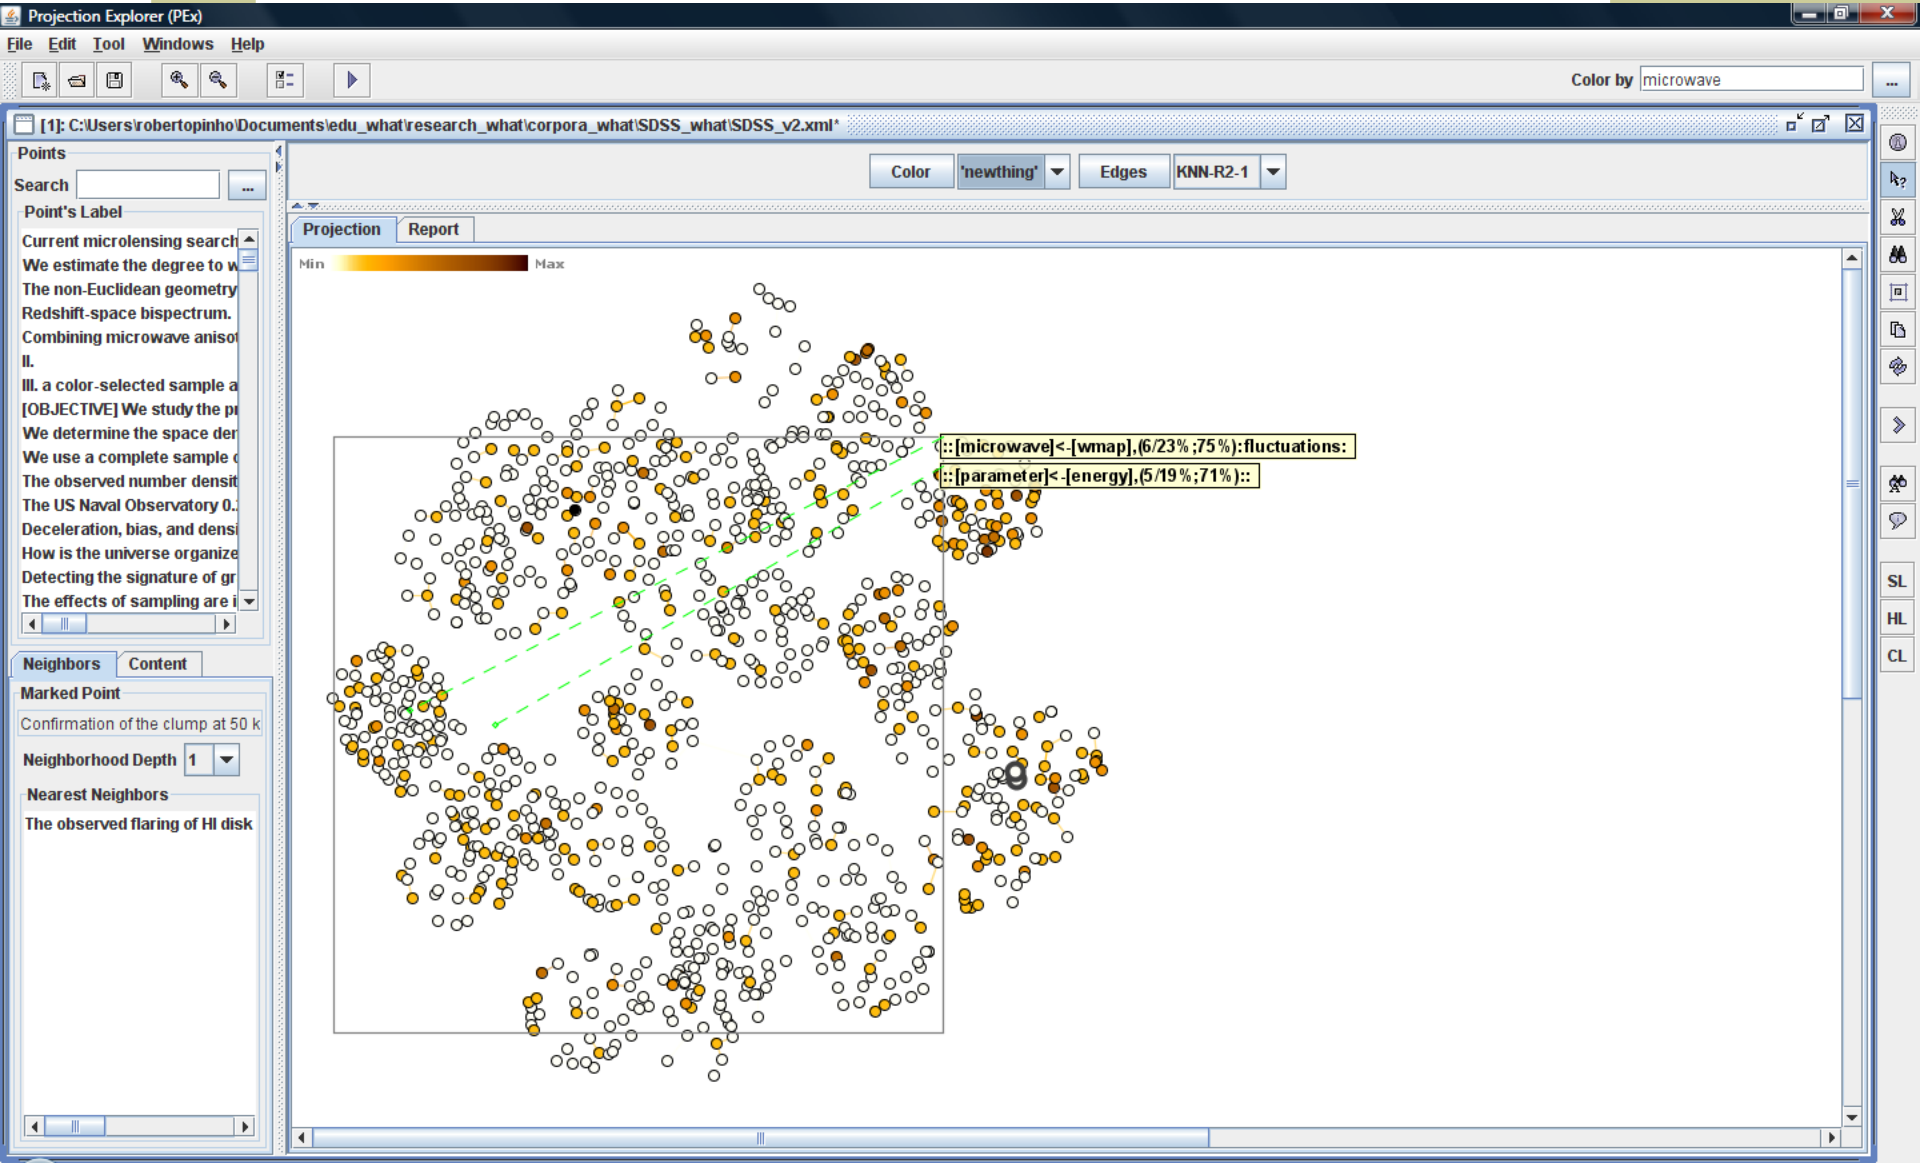 Projection Explorer (PEx)
File Edit Tool Windows Help
Color by microwave ...
[1]: C:\Users\robertopinho\Documents\edu_what\research_what\corpora_what\SDSS_what\SDSS_v2.xml*
Points
Search ...
Point's Label
Current microlensing search
We estimate the degree to w
The non-Euclidean geometry
Redshift-space bispectrum.
Combining microwave anisot
II.
III. a color-selected sample a
[OBJECTIVE] We study the pr
We determine the space der
We use a complete sample c
The observed number densit
The US Naval Observatory 0.
Deceleration, bias, and densi
How is the universe organize
Detecting the signature of gr
The effects of sampling are i
Neighbors Content
Marked Point
Confirmation of the clump at 50 k
Neighborhood Depth 1
Nearest Neighbors
The observed flaring of HI disk
Color 'newthing' Edges KNN-R2-1
Projection Report
Min Max
::[microwave]<-[wmap],(6/23%;75%):fluctuations:
::[parameter]<-[energy],(5/19%;71%)::
SL
HL
CL